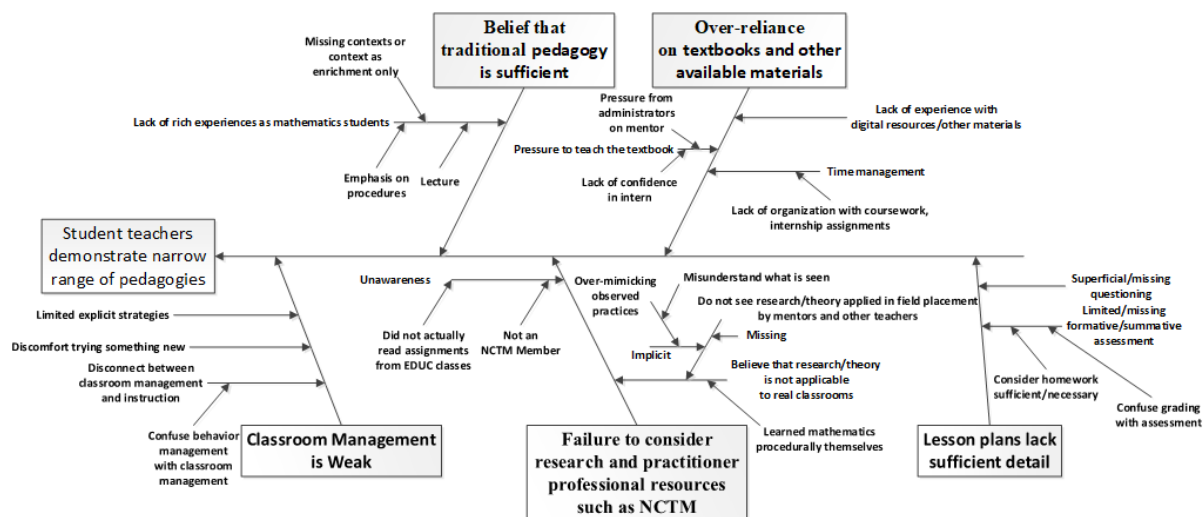 Belief that
traditional pedagogy
is sufficient
Over-reliance
on textbooks and other
available materials
Missing contexts or
context as
enrichment only
Lack of rich experiences as mathematics students
Emphasis on
procedures
Lecture
Pressure from
administrators
on mentor
Pressure to teach the textbook
Lack of confidence
in intern
Lack of experience with
digital resources/other materials
Time management
Lack of organization with coursework,
internship assignments
Student teachers
demonstrate narrow
range of pedagogies
Limited explicit strategies
Discomfort trying something new
Disconnect between
classroom management
and instruction
Confuse behavior
management
with classroom
management
Classroom Management
is Weak
Unawareness
Did not actually
read assignments
from EDUC classes
Not an
NCTM Member
Over-mimicking
observed
practices
Misunderstand what is seen
Do not see research/theory applied in field placement
by mentors and other teachers
Missing
Implicit
Believe that research/theory
is not applicable
to real classrooms
Learned mathematics
procedurally themselves
Failure to consider
research and practitioner
professional resources
such as NCTM
Superficial/missing
questioning
Limited/missing
formative/summative
assessment
Consider homework
sufficient/necessary
Confuse grading
with assessment
Lesson plans lack
sufficient detail